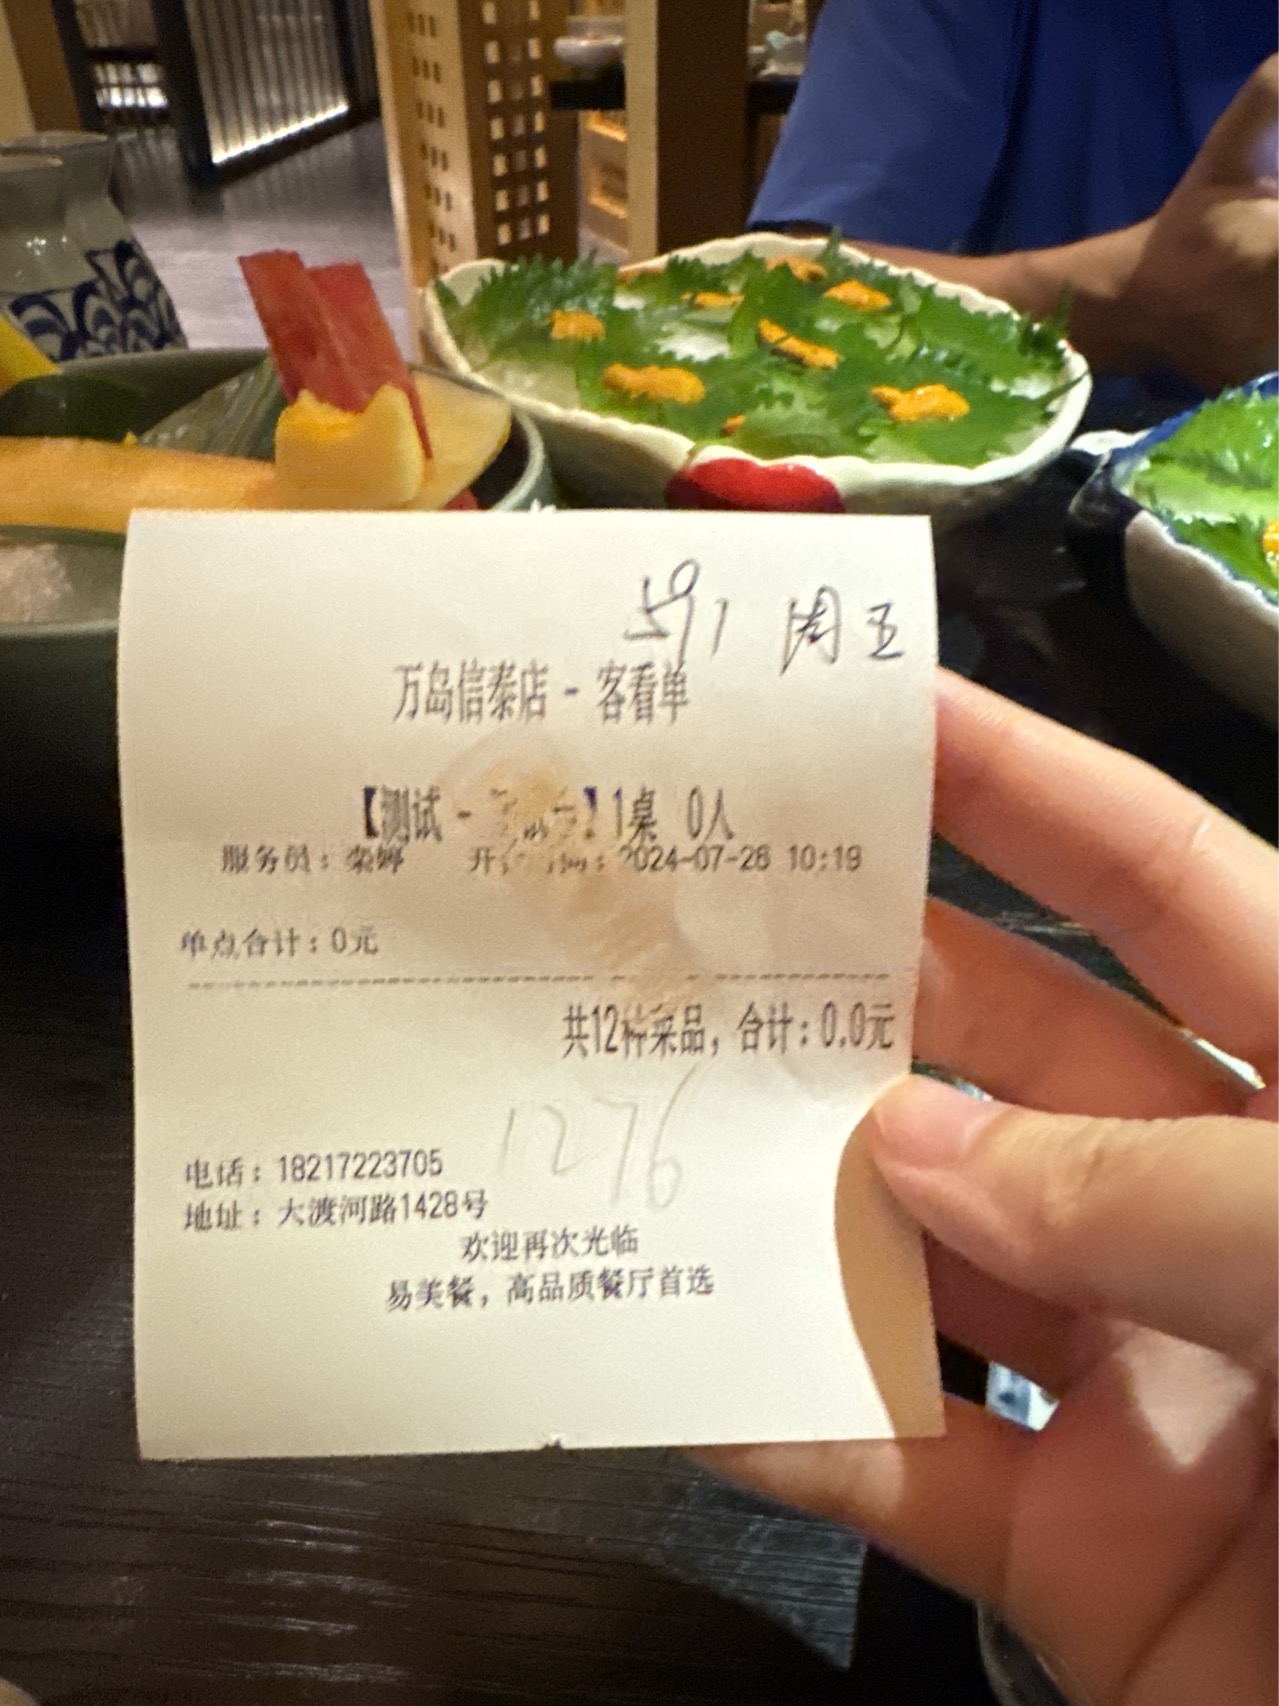 591 周五
万岛信泰店 - 客看单
【测试 - 】1桌 0人
服务员：荣婷 开 间：2024-07-26 10:19
单点合计：0元
共12种菜品，合计：0.0元
1276
电话：18217223705
地址：大渡河路1428号
欢迎再次光临
易美餐，高品质餐厅首选